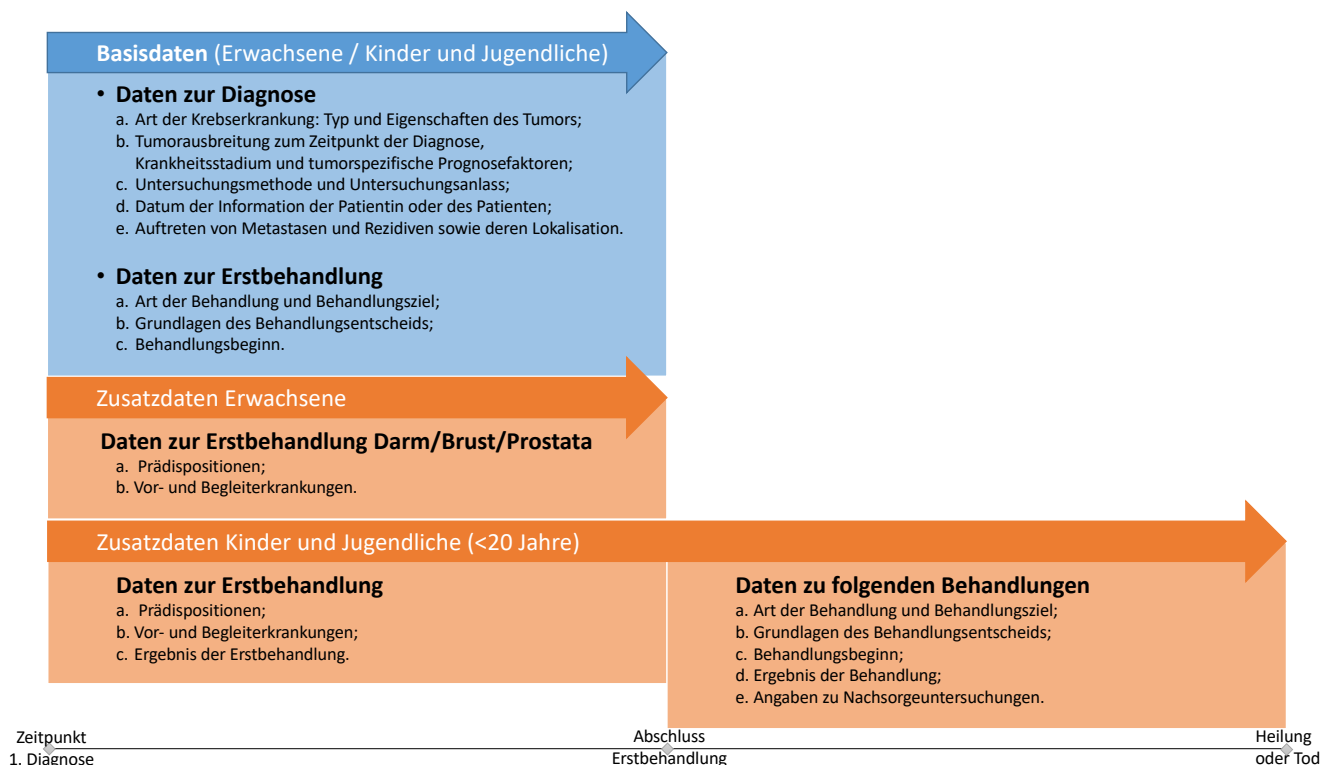 Basisdaten (Erwachsene / Kinder und Jugendliche)
• Daten zur Diagnose
a. Art der Krebserkrankung: Typ und Eigenschaften des Tumors;
b. Tumorausbreitung zum Zeitpunkt der Diagnose,
Krankheitsstadium und tumorspezifische Prognosefaktoren;
c. Untersuchungsmethode und Untersuchungsanlass;
d. Datum der Information der Patientin oder des Patienten;
e. Auftreten von Metastasen und Rezidiven sowie deren Lokalisation.
• Daten zur Erstbehandlung
a. Art der Behandlung und Behandlungsziel;
b. Grundlagen des Behandlungsentscheids;
c. Behandlungsbeginn.
Zusatzdaten Erwachsene
Daten zur Erstbehandlung Darm/Brust/Prostata
a. Prädispositionen;
b. Vor- und Begleiterkrankungen.
Zusatzdaten Kinder und Jugendliche (<20 Jahre)
Daten zur Erstbehandlung
a. Prädispositionen;
b. Vor- und Begleiterkrankungen;
c. Ergebnis der Erstbehandlung.
Daten zu folgenden Behandlungen
a. Art der Behandlung und Behandlungsziel;
b. Grundlagen des Behandlungsentscheids;
c. Behandlungsbeginn;
d. Ergebnis der Behandlung;
e. Angaben zu Nachsorgeuntersuchungen.
Zeitpunkt
1. Diagnose
Abschluss
Erstbehandlung
Heilung
oder Tod